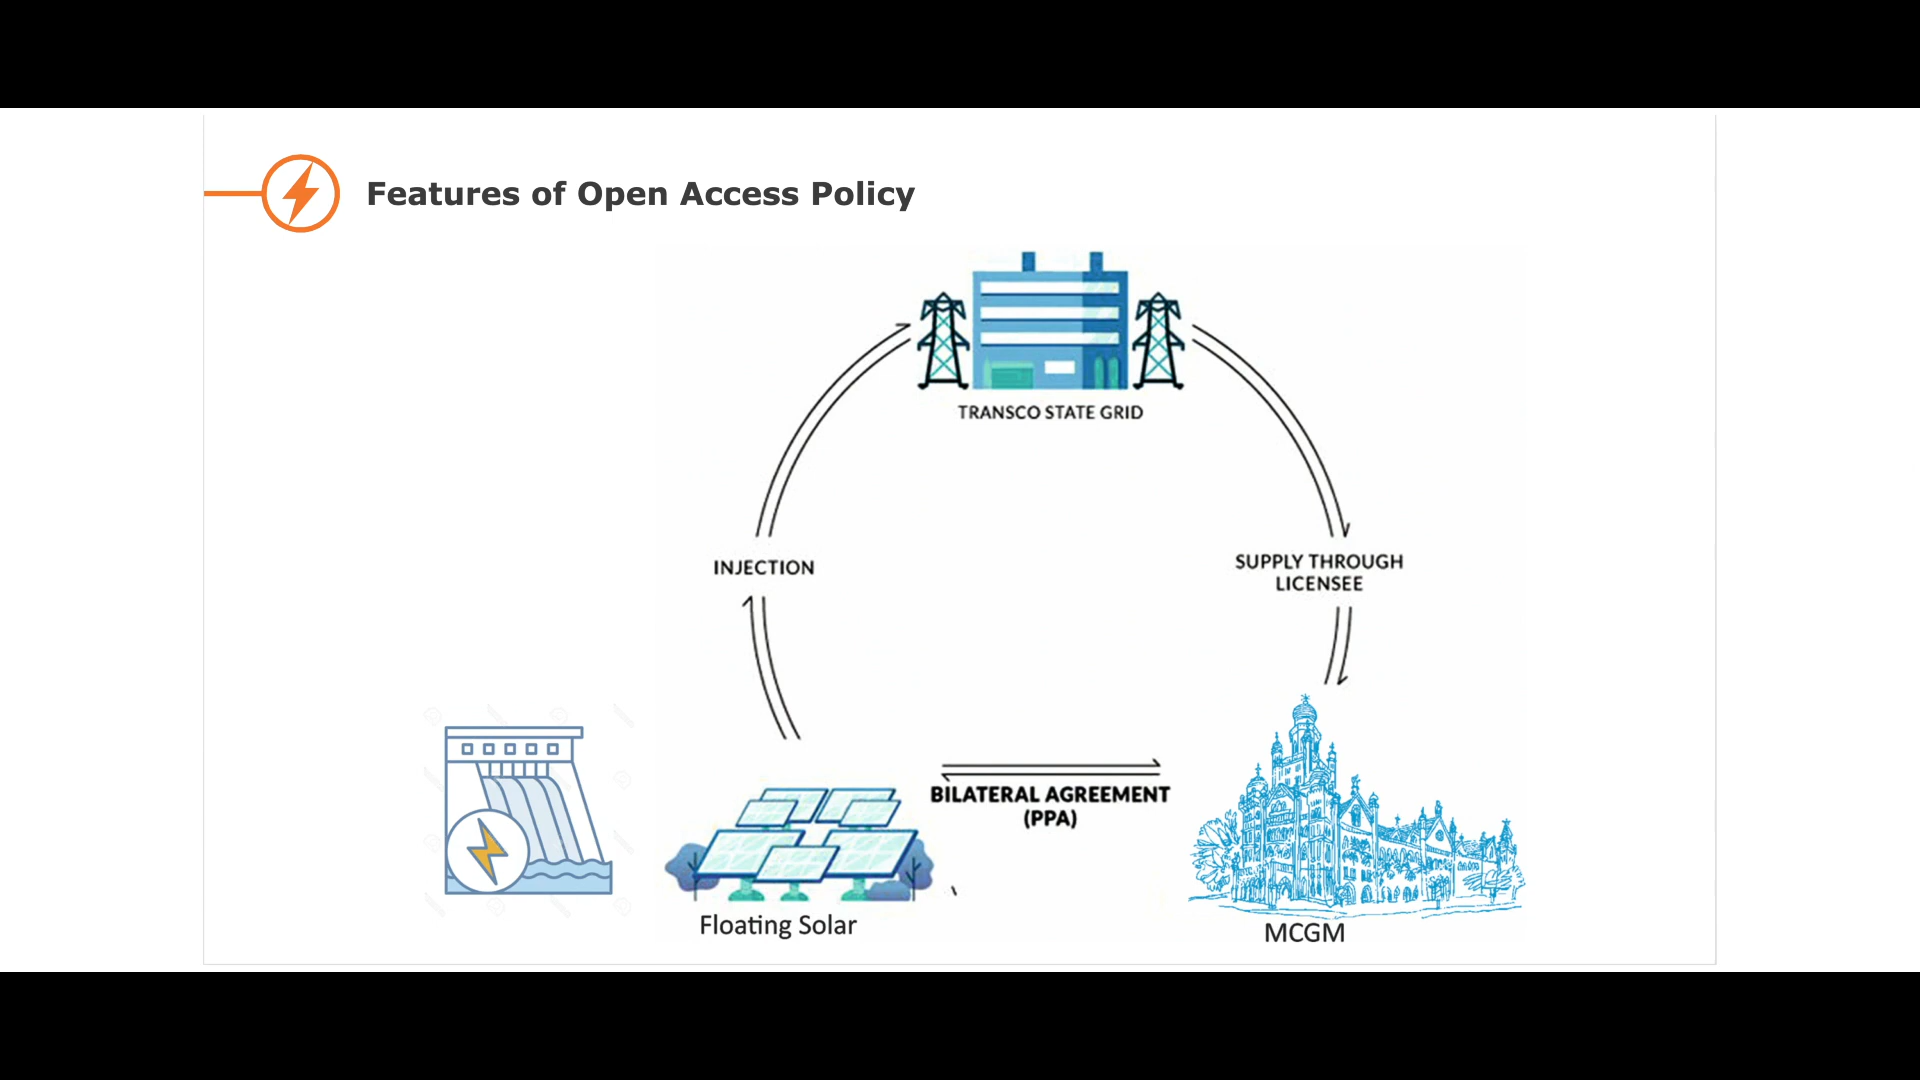 Features of Open Access Policy
TRANSCO STATE GRID
INJECTION
SUPPLY THROUGH
LICENSEE
BILATERAL AGREEMENT
(PPA)
Floating Solar
MCGM